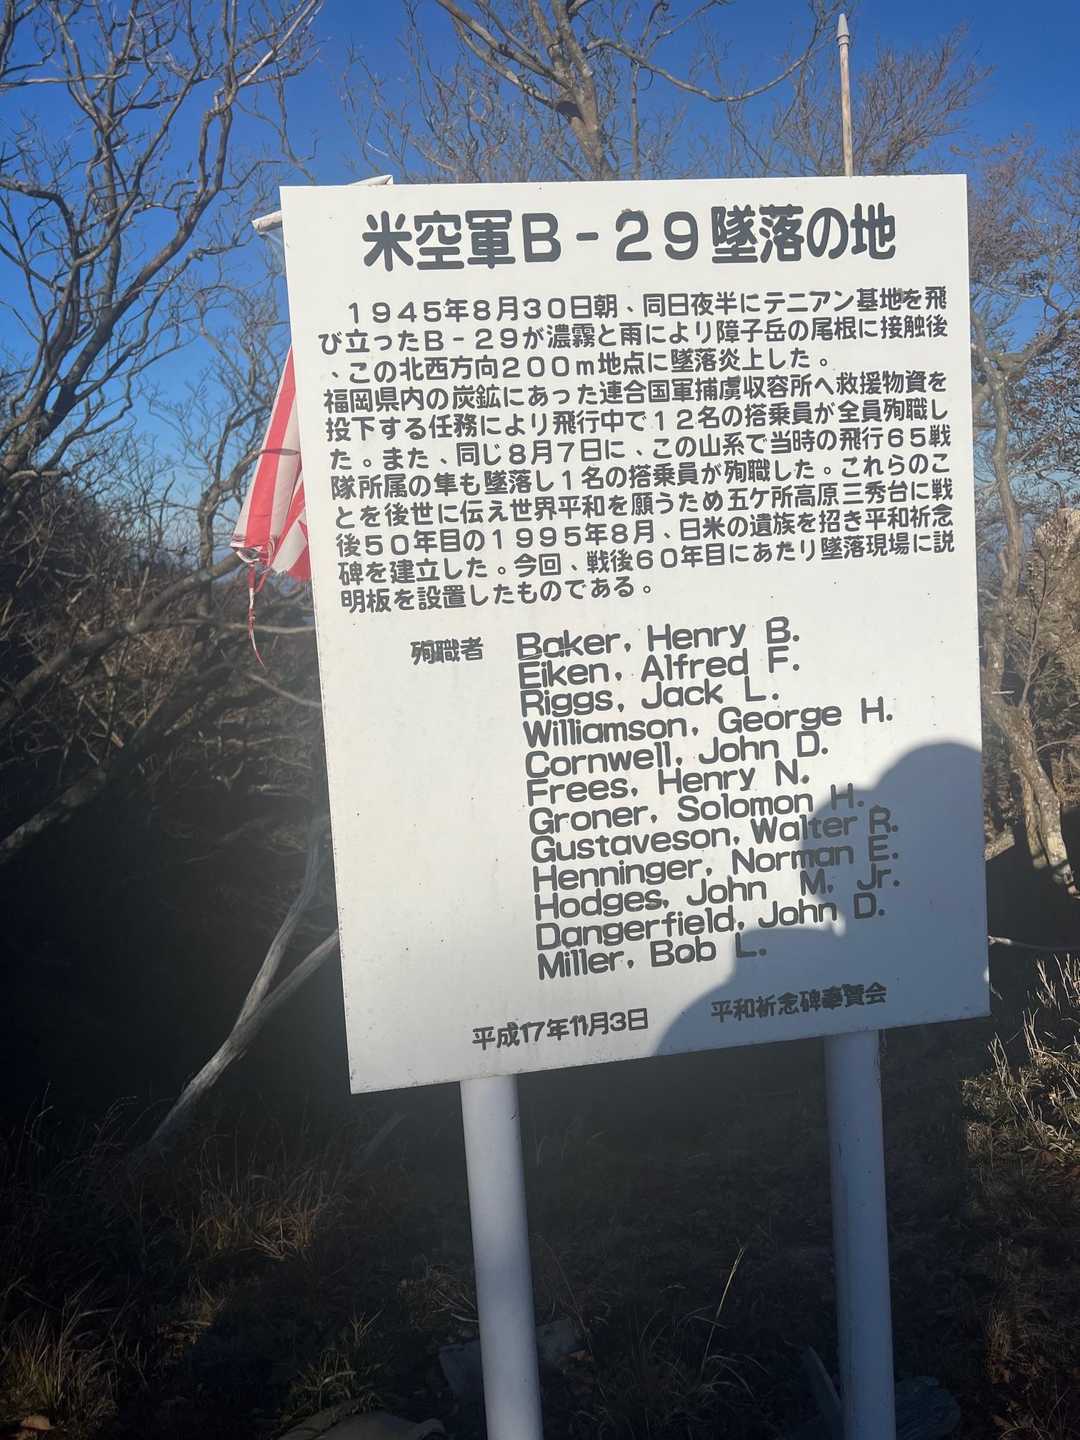 米空軍B-29墜落の地
1945年8月30日朝、同日夜半にテニアン基地を飛
び立ったB-29が濃霧と雨により障子岳の尾根に接触後
、この北西方向200m地点に墜落炎上した。
福岡県内の炭鉱にあった連合国軍捕虜収容所へ救援物資を
投下する任務により飛行中で12名の搭乗員が全員殉職し
た。また、同じ8月7日に、この山系で当時の飛行65戦
隊所属の隼も墜落し1名の搭乗員が殉職した。これらのこ
とを後世に伝え世界平和を願うため五ケ所高原三秀台に戦
後50年目の1995年8月、日米の遺族を招き平和祈念
碑を建立した。今回、戦後60年目にあたり墜落現場に説
明板を設置したものである。
殉職者 Baker, Henry B.
Eiken, Alfred F.
Riggs, Jack L.
Williamson, George H.
Cornwell, John D.
Frees, Henry N.
Groner, Solomon H.
Gustaveson, Walter R.
Henninger, Norman E.
Hodges, John M, Jr.
Dangerfield, John D.
Miller, Bob L.
平成17年11月3日 平和祈念碑奉賛会